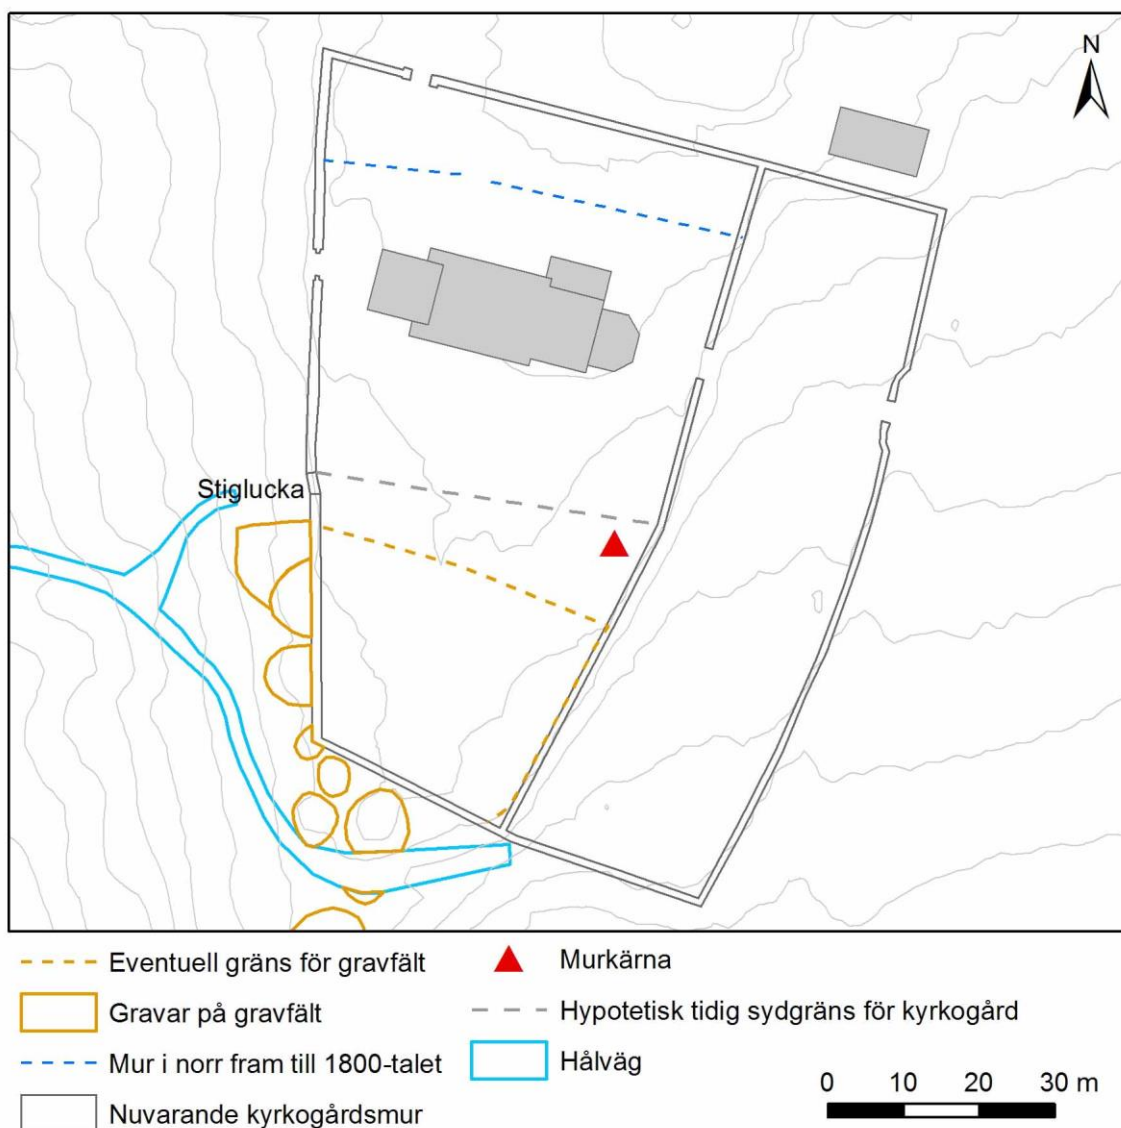 N
Stiglucka
Eventuell gräns för gravfält
Murkärna
Gravar på gravfält
Hypotetisk tidig sydgräns för kyrkogård
Mur i norr fram till 1800-talet
Hålväg
Nuvarande kyrkogårdsmur
0 10 20 30 m